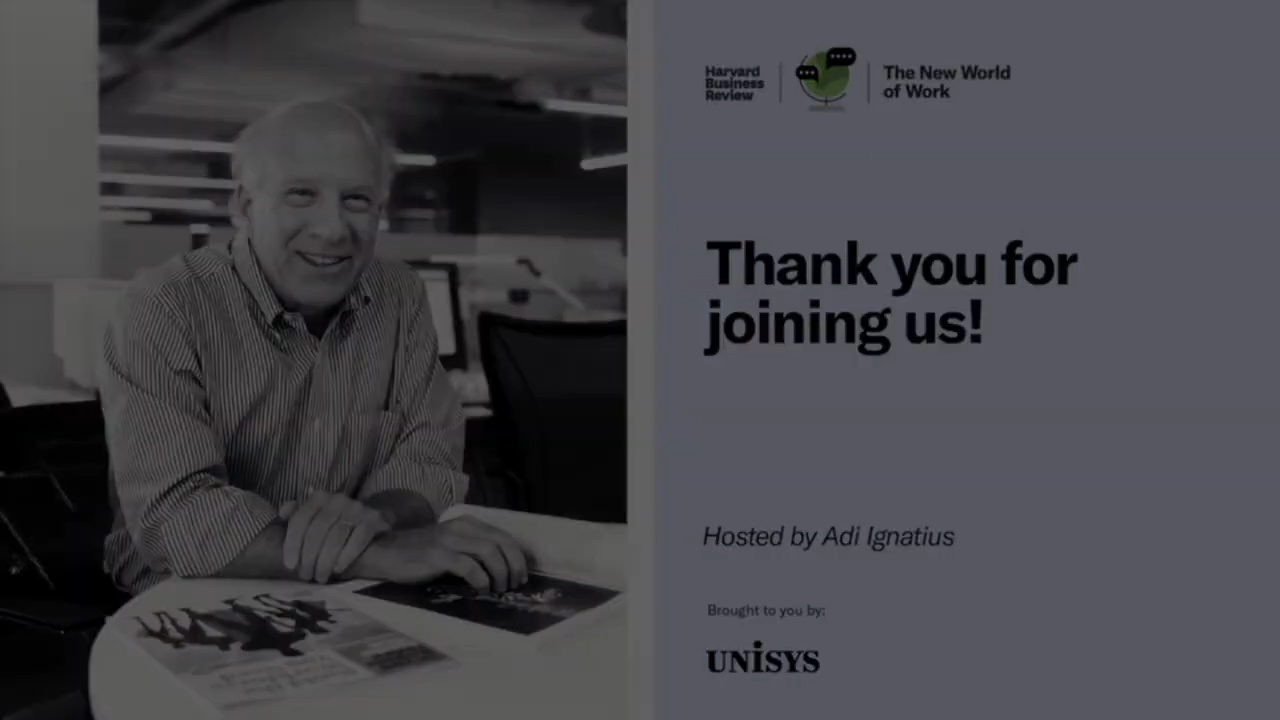 Harvard
Business
Review
The New World
of Work
Thank you for
joining us!
Hosted by Adi Ignatius
Brought to you by:
UNiSYS